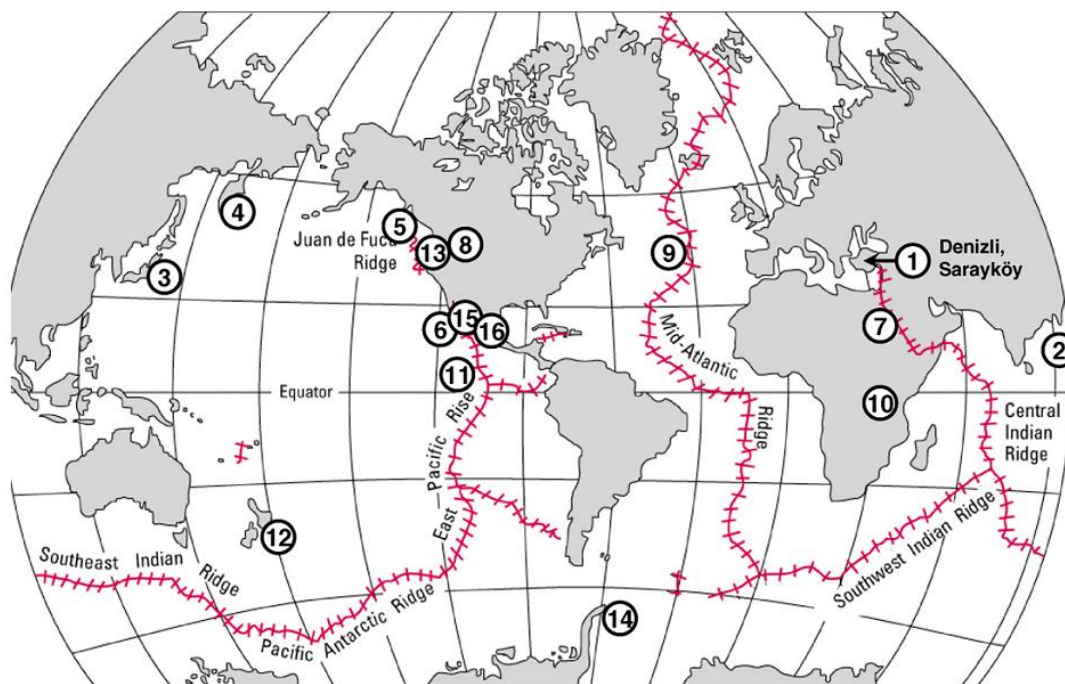 4
5
Juan de Fuca
Ridge
13
8
3
9
1
Denizli,
Sarayköy
6
15
16
7
2
Mid-Atlantic
Ridge
11
Equator
10
East Pacific Rise
Central
Indian
Ridge
12
Southeast Indian Ridge
Southwest Indian Ridge
Pacific Antarctic Ridge
14